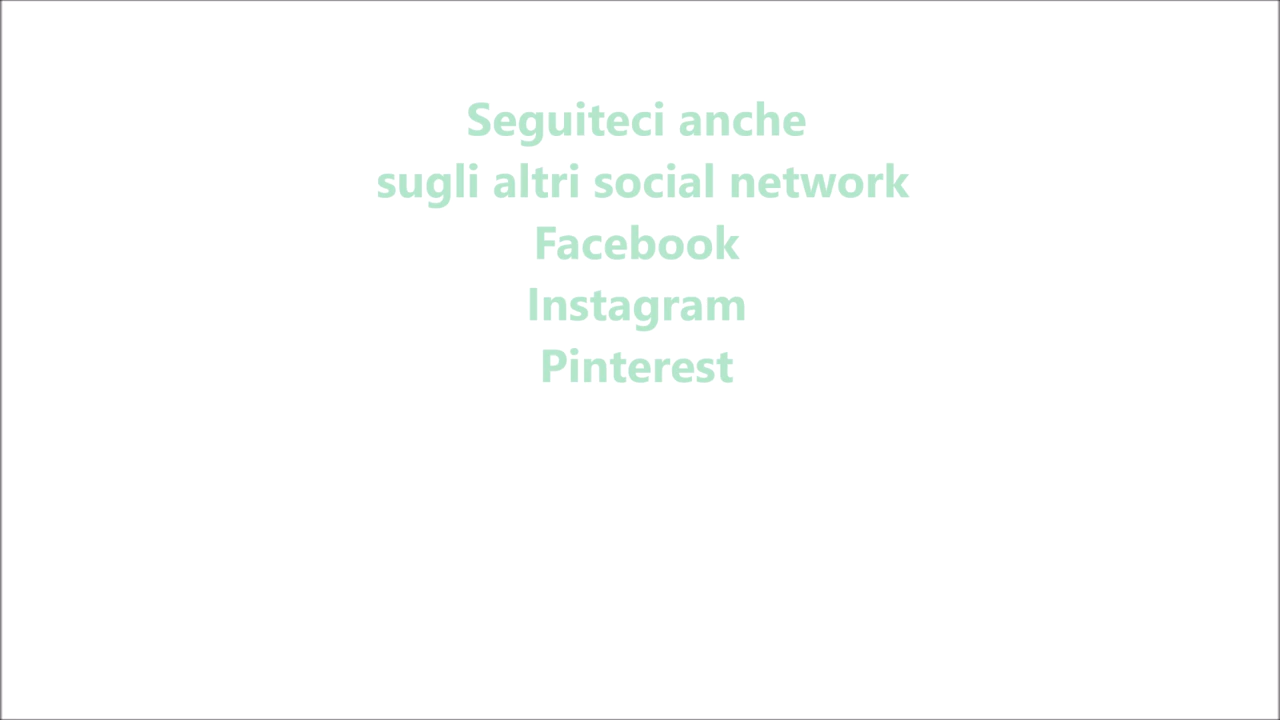 Seguiteci anche
sugli altri social network
Facebook
Instagram
Pinterest